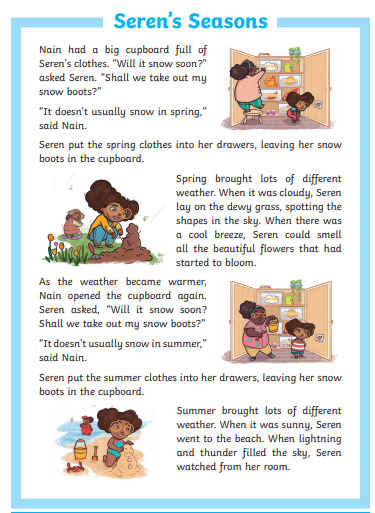 Seren's Seasons
Nain had a big cupboard full of
Seren's clothes. "Will it snow soon?"
asked Seren. "Shall we take out my
snow boots?"
"It doesn't usually snow in spring,"
said Nain.
Seren put the spring clothes into her drawers, leaving her snow
boots in the cupboard.
Spring brought lots of different
weather. When it was cloudy, Seren
lay on the dewy grass, spotting the
shapes in the sky. When there was
a cool breeze, Seren could smell
all the beautiful flowers that had
started to bloom.
As the weather became warmer,
Nain opened the cupboard again.
Seren asked, "Will it snow soon?
Shall we take out my snow boots?"
"It doesn't usually snow in summer,"
said Nain.
Seren put the summer clothes into her drawers, leaving her snow
boots in the cupboard.
Summer brought lots of different
weather. When it was sunny, Seren
went to the beach. When lightning
and thunder filled the sky, Seren
watched from her room.